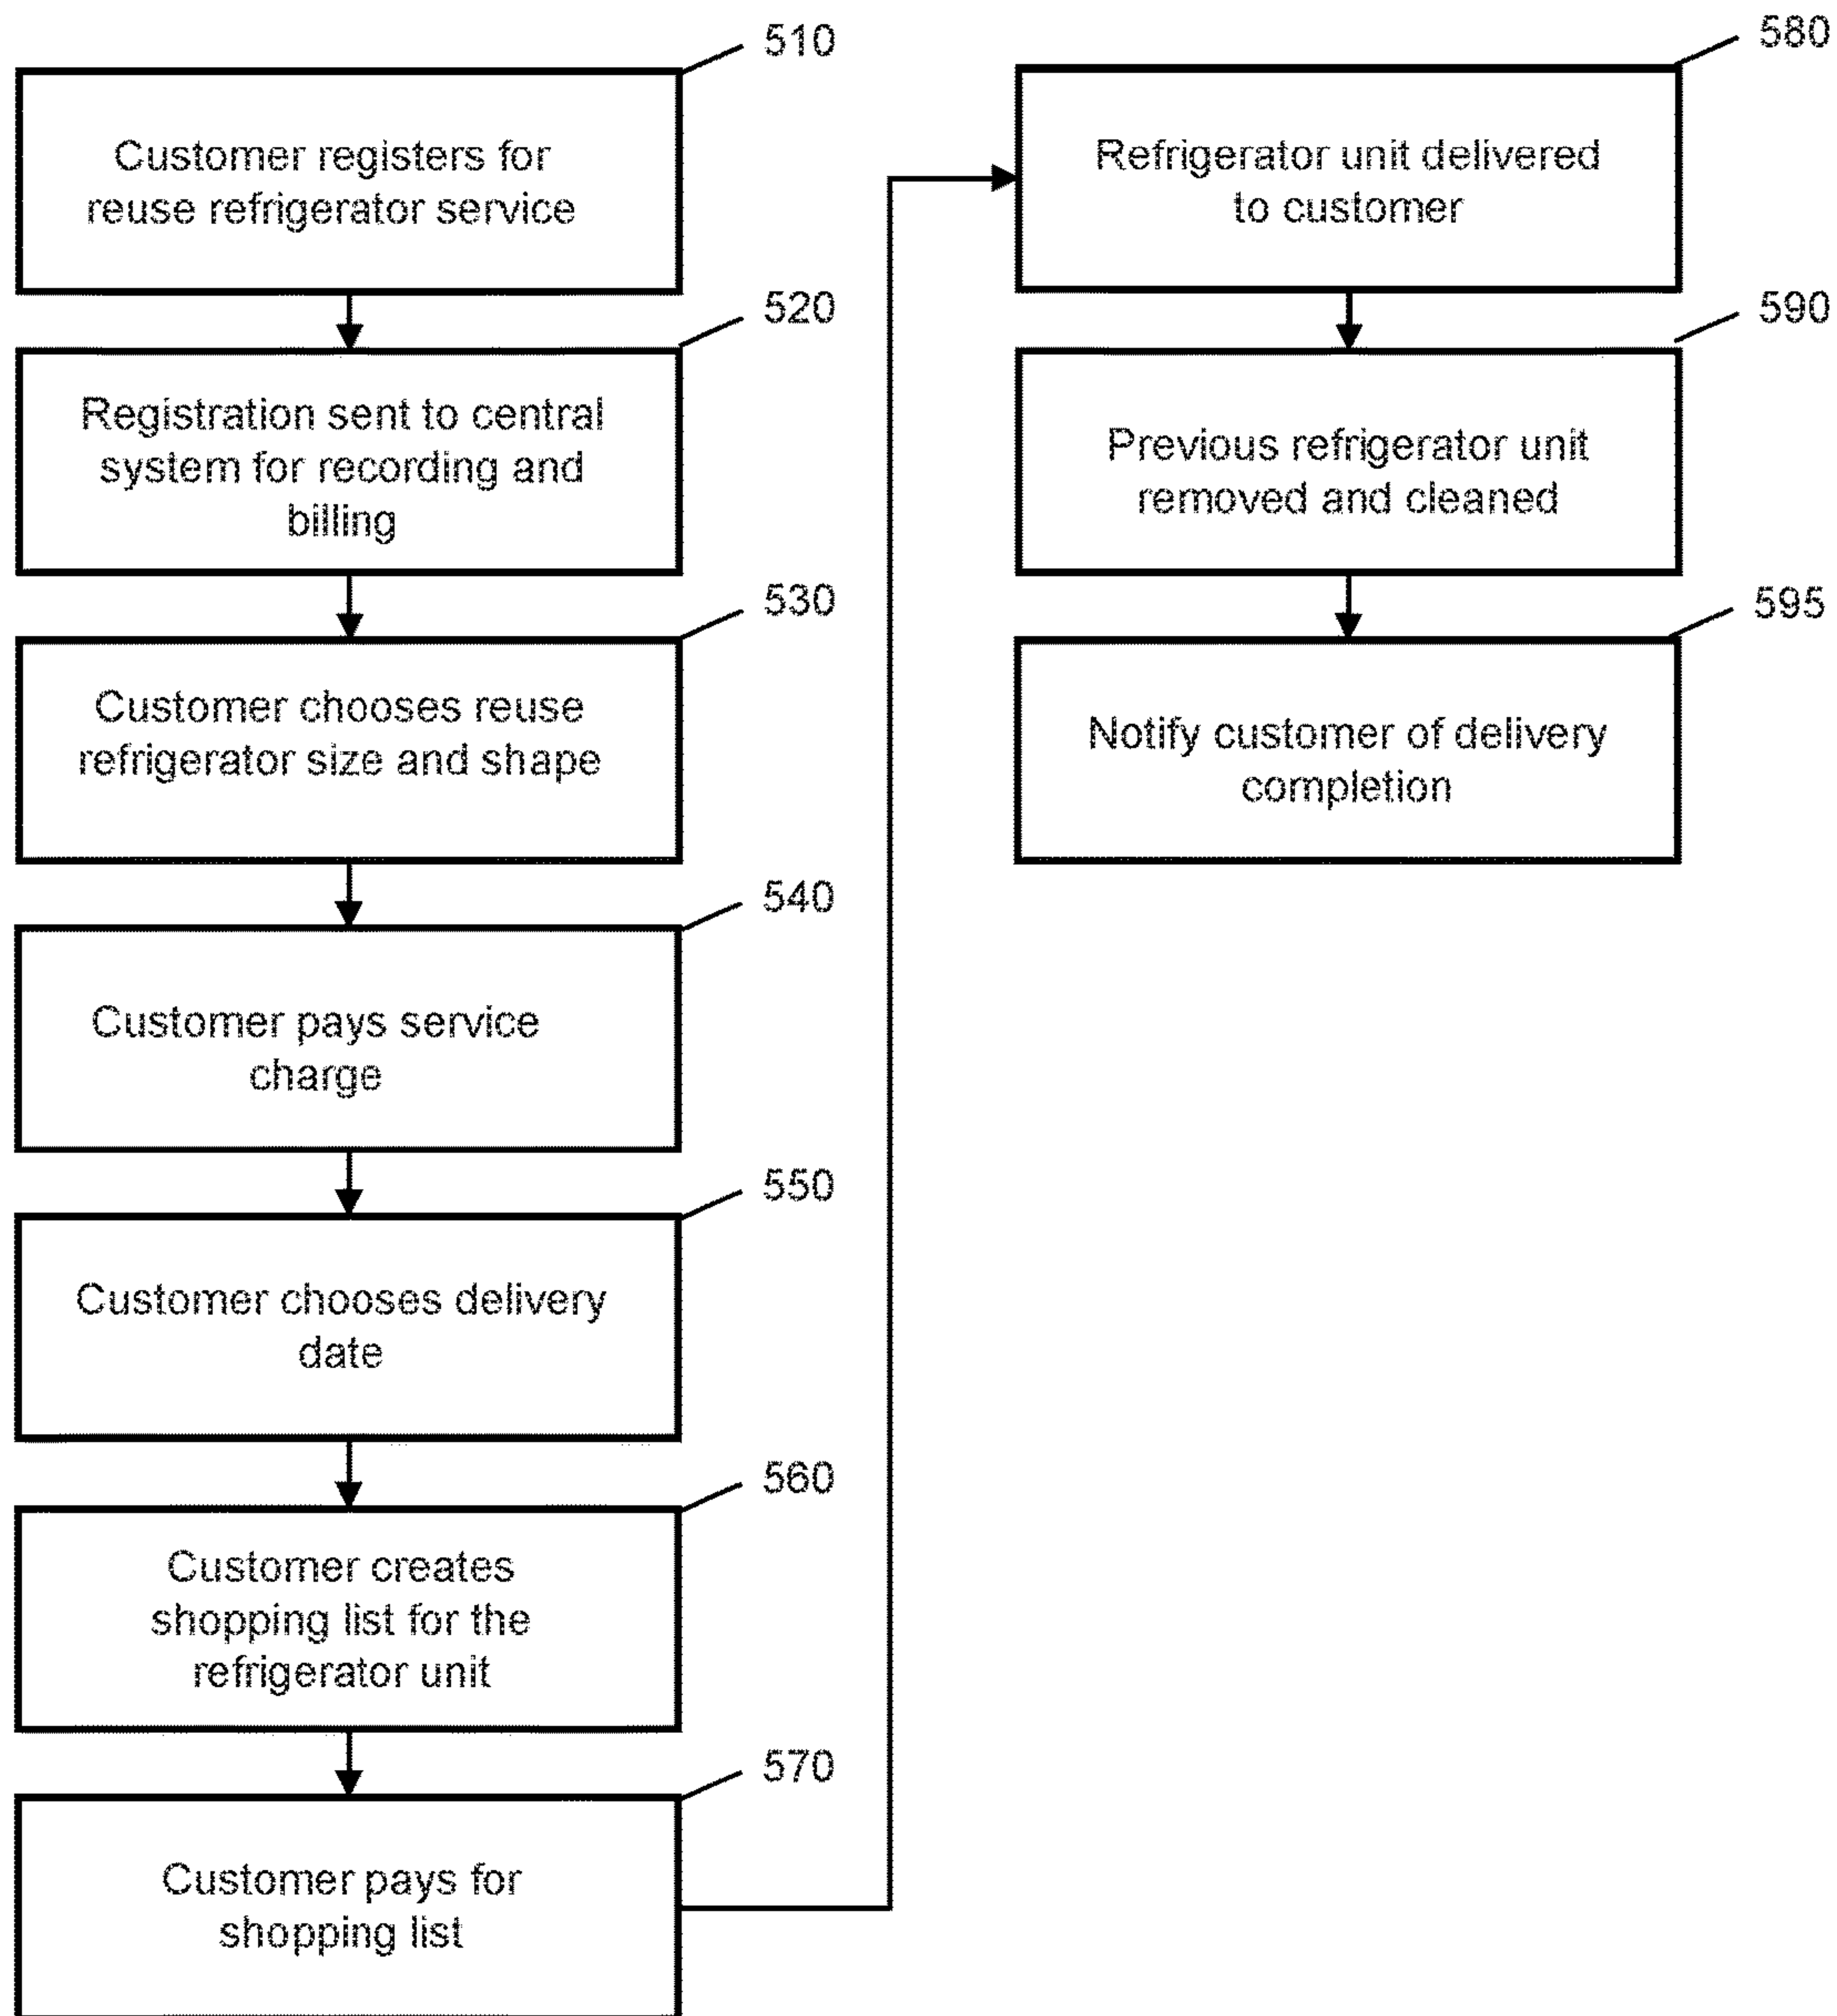 510
Customer registers for
reuse refrigerator service
520
Registration sent to central
system for recording and
billing
530
Customer chooses reuse
refrigerator size and shape
540
Customer pays service
charge
550
Customer chooses delivery
date
560
Customer creates
shopping list for the
refrigerator unit
570
Customer pays for
shopping list
580
Refrigerator unit delivered
to customer
590
Previous refrigerator unit
removed and cleaned
595
Notify customer of delivery
completion